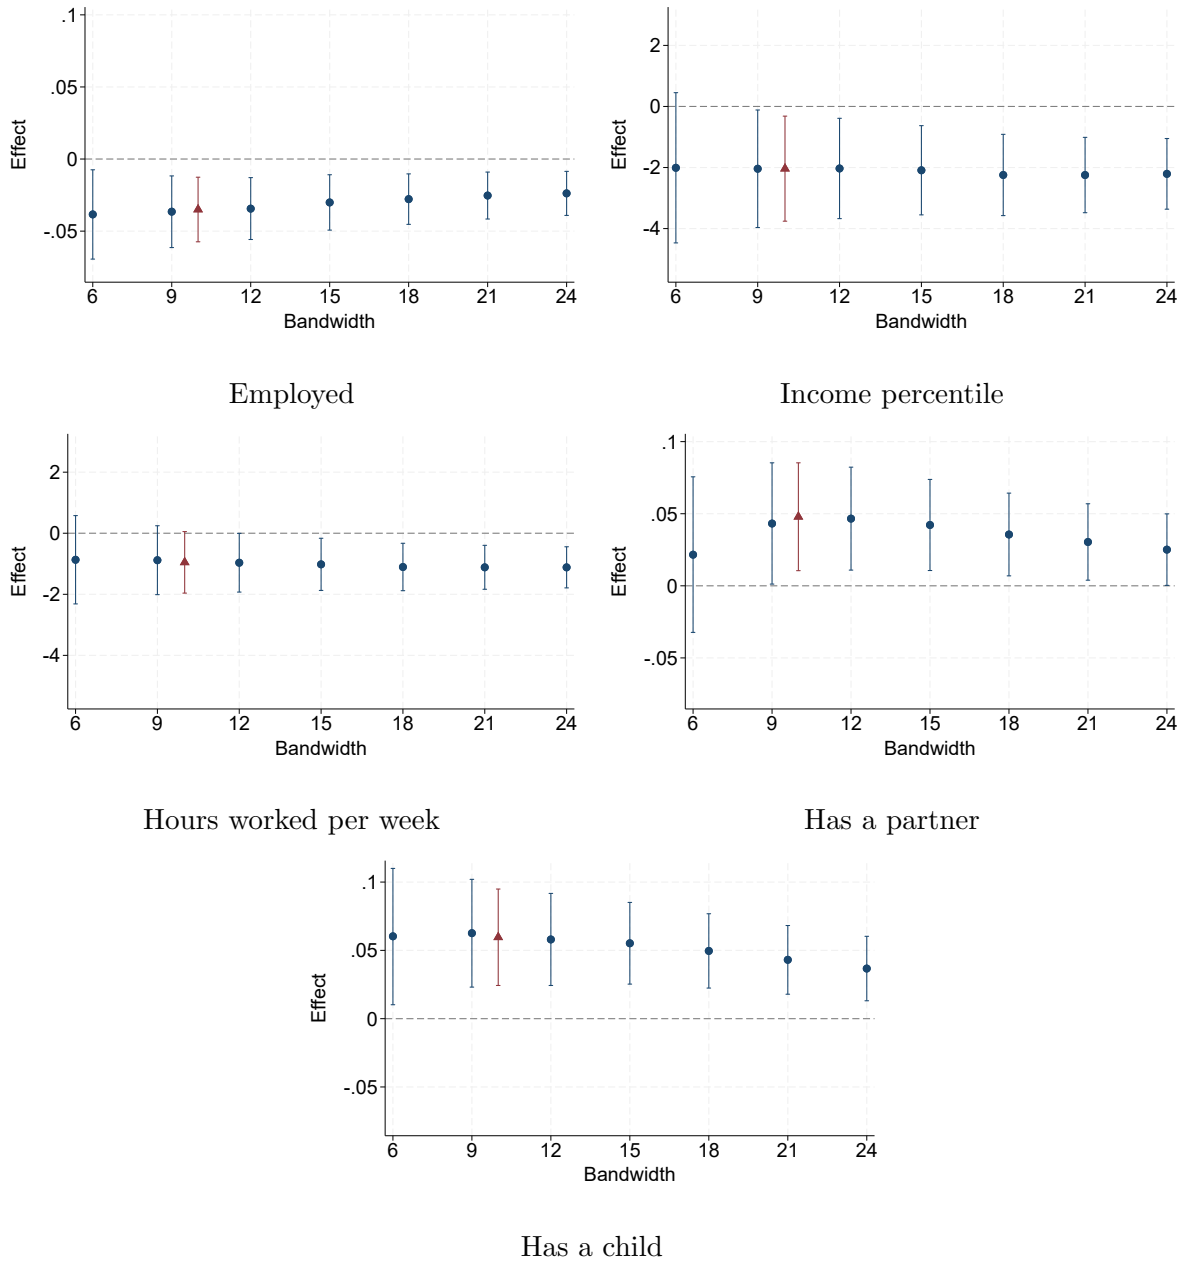 .1
.05
0
-.05
Effect
6 9 12 15 18 21 24
Bandwidth
Employed
2
0
-2
-4
Effect
6 9 12 15 18 21 24
Bandwidth
Income percentile
2
0
-2
-4
Effect
6 9 12 15 18 21 24
Bandwidth
Hours worked per week
.1
.05
0
-.05
Effect
6 9 12 15 18 21 24
Bandwidth
Has a partner
.1
.05
0
-.05
Effect
6 9 12 15 18 21 24
Bandwidth
Has a child